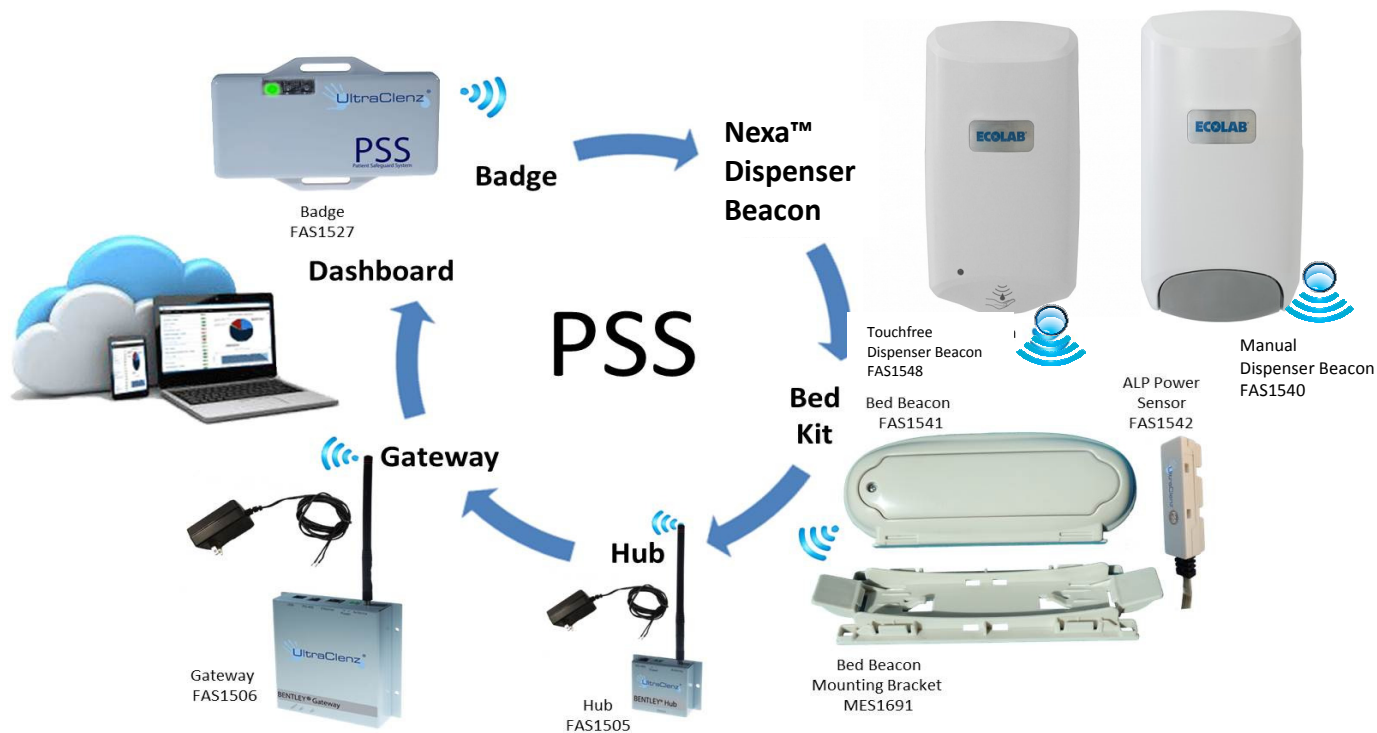 UltraClenz®
PSS
Patient Safeguard System
Badge
FAS1527
Badge
Nexa™
Dispenser
Beacon
ECOLAB®
ECOLAB®
Touchfree
Dispenser Beacon
FAS1548
Manual
Dispenser Beacon
FAS1540
Dashboard
PSS
Bed
Kit
Bed Beacon
FAS1541
ALP Power
Sensor
FAS1542
UltraClenz
Gateway
Hub
UltraClenz®
BENTLEY® Gateway
Gateway
FAS1506
UltraClenz®
BENTLEY® Hub
Hub
FAS1505
Bed Beacon
Mounting Bracket
MES1691